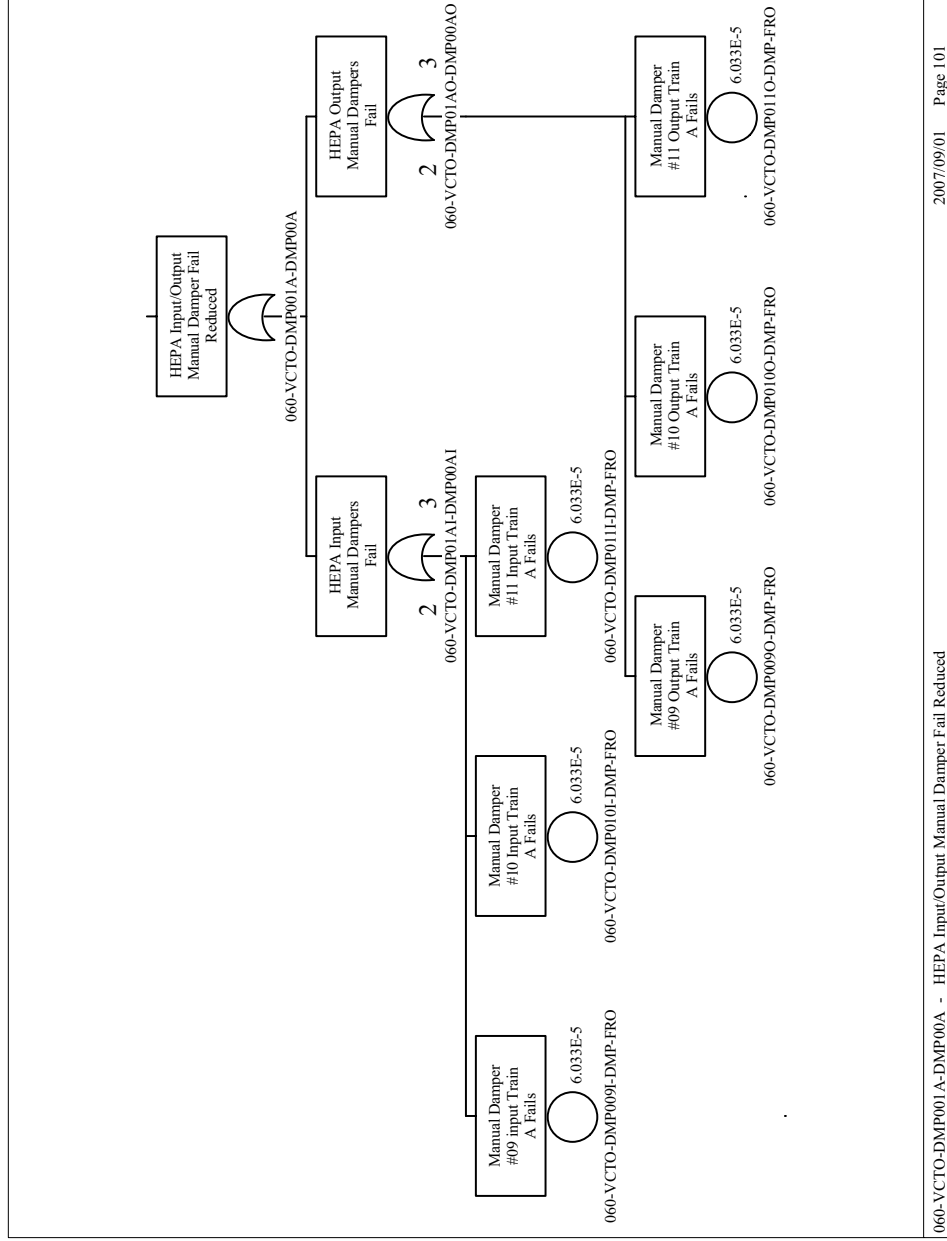 HEPA Input/Output
Manual Damper Fail
Reduced
060-VCTO-DMP001A-DMP00A
HEPA Input
Manual Dampers
Fail
2
3
060-VCTO-DMP01AI-DMP00AI
HEPA Output
Manual Dampers
Fail
2
3
060-VCTO-DMP01AO-DMP00AO
Manual Damper
#09 input Train
A Fails
6.033E-5
060-VCTO-DMP009I-DMP-FRO
Manual Damper
#10 Input Train
A Fails
6.033E-5
060-VCTO-DMP010I-DMP-FRO
Manual Damper
#11 Input Train
A Fails
6.033E-5
060-VCTO-DMP011I-DMP-FRO
Manual Damper
#09 Output Train
A Fails
6.033E-5
060-VCTO-DMP009O-DMP-FRO
Manual Damper
#10 Output Train
A Fails
6.033E-5
060-VCTO-DMP010O-DMP-FRO
Manual Damper
#11 Output Train
A Fails
6.033E-5
060-VCTO-DMP011O-DMP-FRO
060-VCTO-DMP001A-DMP00A - HEPA Input/Output Manual Damper Fail Reduced
2007/09/01 Page 101